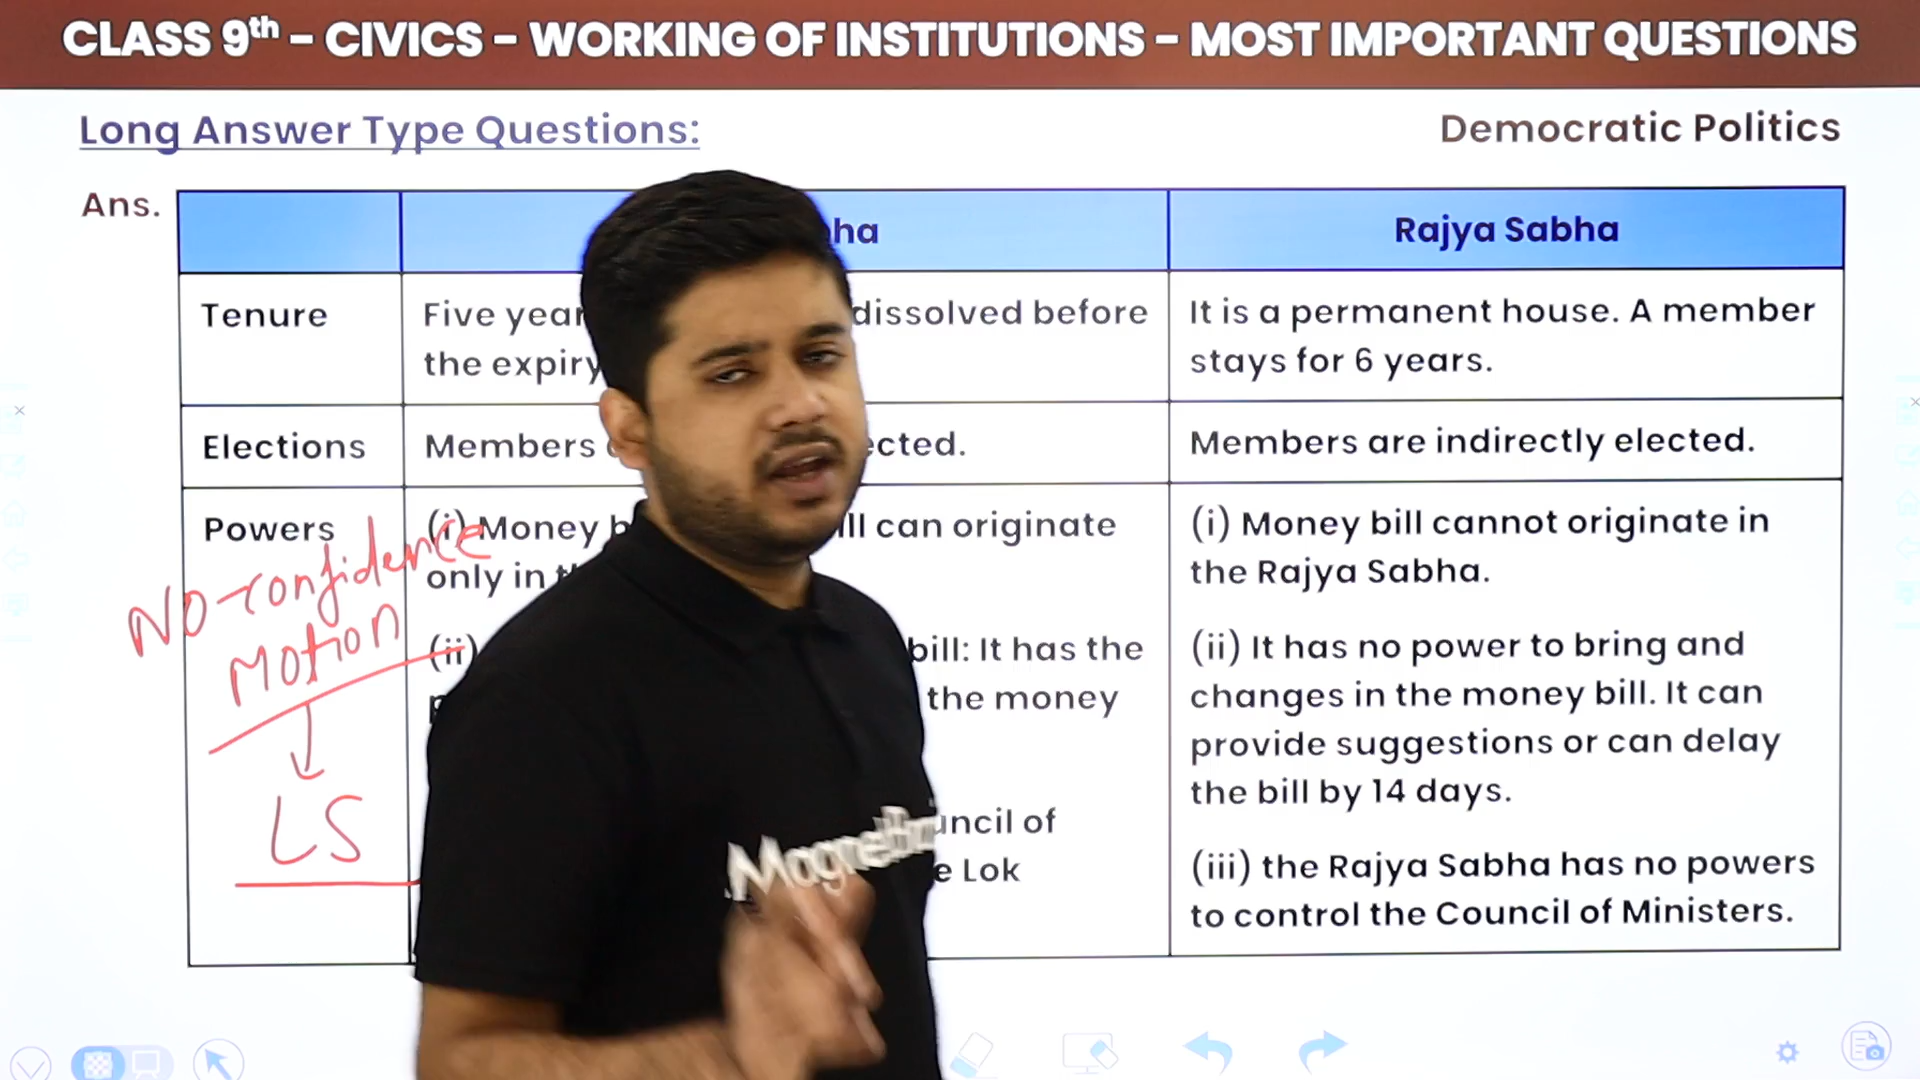 CLASS 9th – CIVICS – WORKING OF INSTITUTIONS – MOST IMPORTANT QUESTIONS
Long Answer Type Questions:
Democratic Politics
Ans.
ha
Rajya Sabha
Tenure
Five year dissolved before
the expiry
It is a permanent house. A member
stays for 6 years.
Elections
Members ected.
Members are indirectly elected.
Powers
(i) Money b ll can originate
only in
(ii) bill: It has the
the money
uncil of
e Lok
(i) Money bill cannot originate in
the Rajya Sabha.
(ii) It has no power to bring and
changes in the money bill. It can
provide suggestions or can delay
the bill by 14 days.
(iii) the Rajya Sabha has no powers
to control the Council of Ministers.
No-confidence
Motion
LS